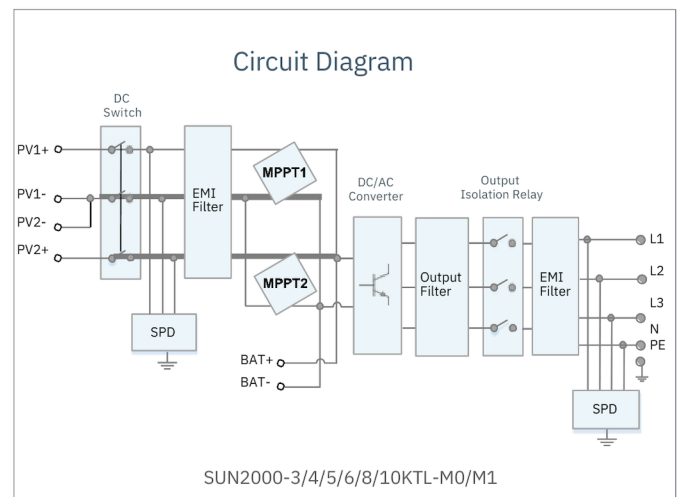 Circuit Diagram
DC
Switch
PV1+
PV1-
PV2-
PV2+
EMI
Filter
MPPT1
MPPT2
SPD
BAT+
BAT-
DC/AC
Converter
Output
Filter
Output
Isolation Relay
EMI
Filter
L1
L2
L3
N
PE
SPD
SUN2000-3/4/5/6/8/10KTL-M0/M1